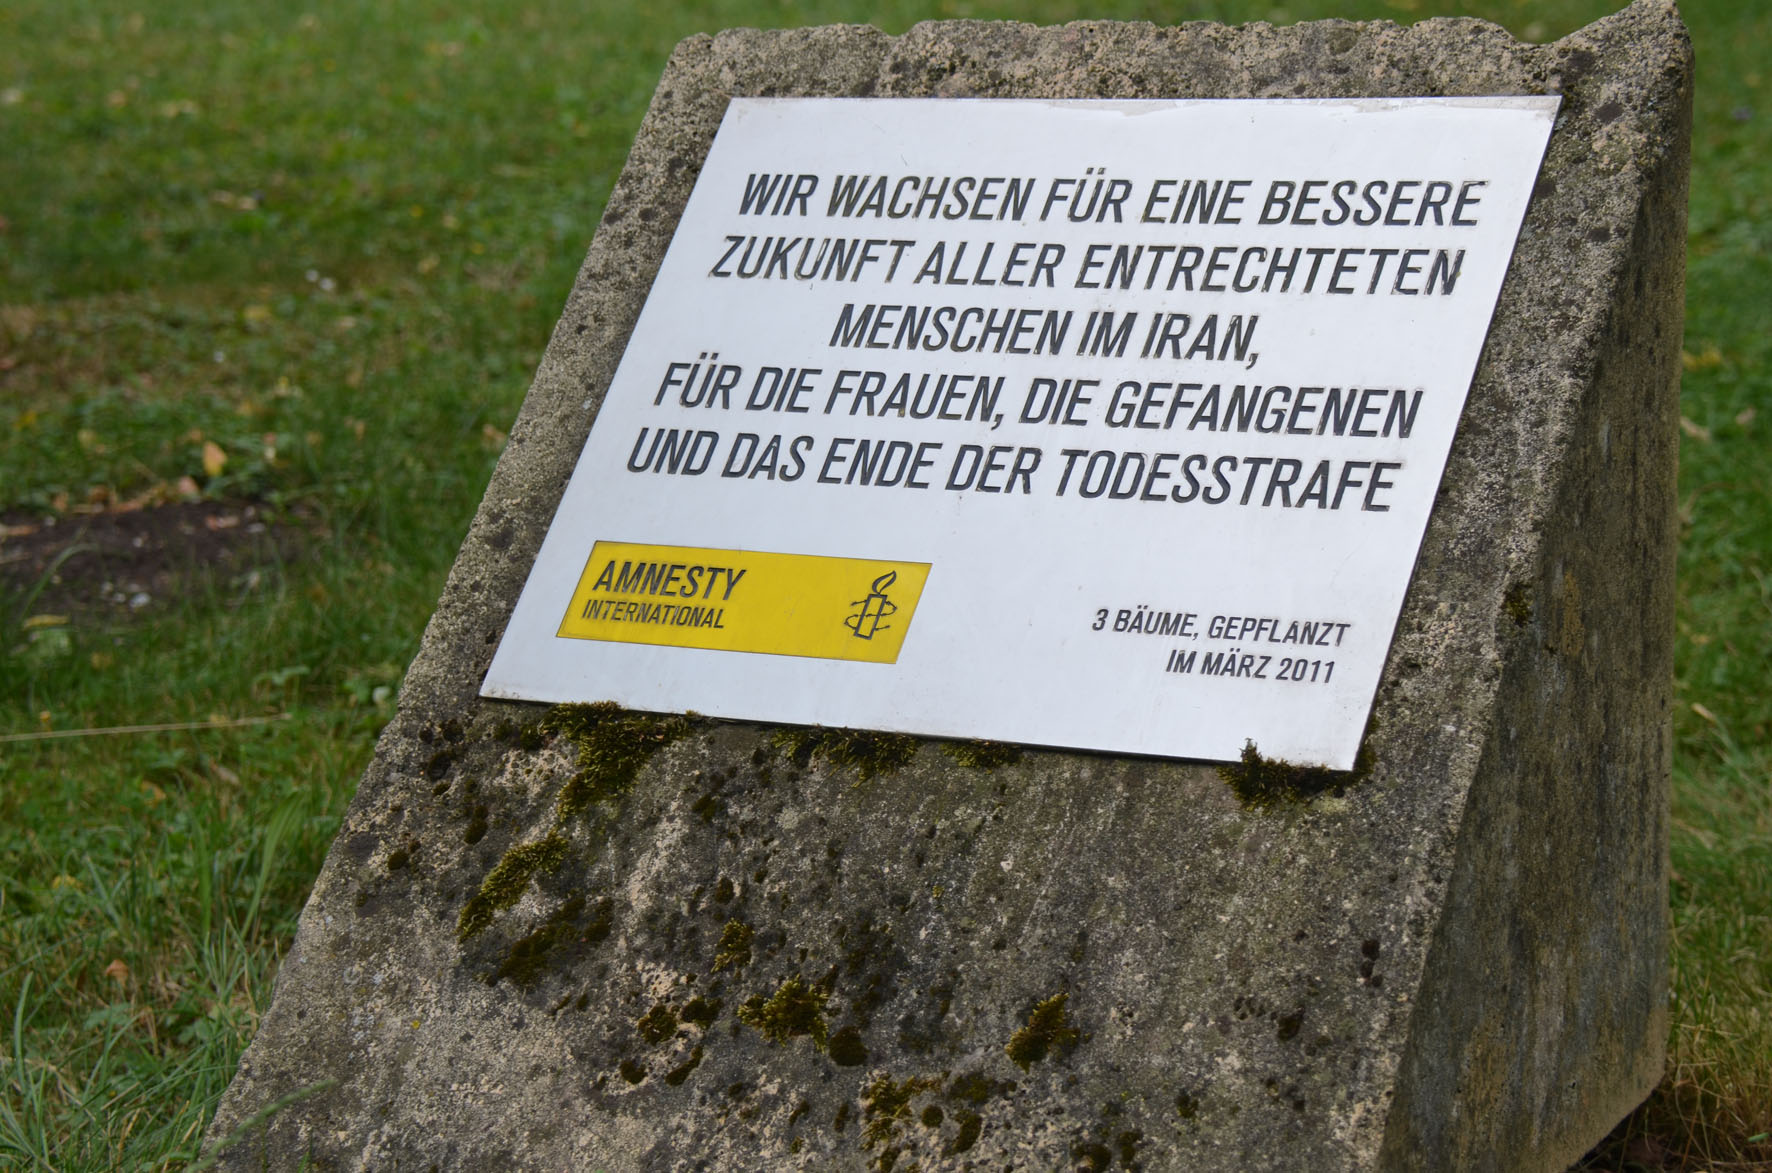 WIR WACHSEN FÜR EINE BESSERE
ZUKUNFT ALLER ENTRECHTETEN
MENSCHEN IM IRAN,
FÜR DIE FRAUEN, DIE GEFANGENEN
UND DAS ENDE DER TODESSTRAFE
AMNESTY
INTERNATIONAL
3 BÄUME, GEPFLANZT
IM MÄRZ 2011